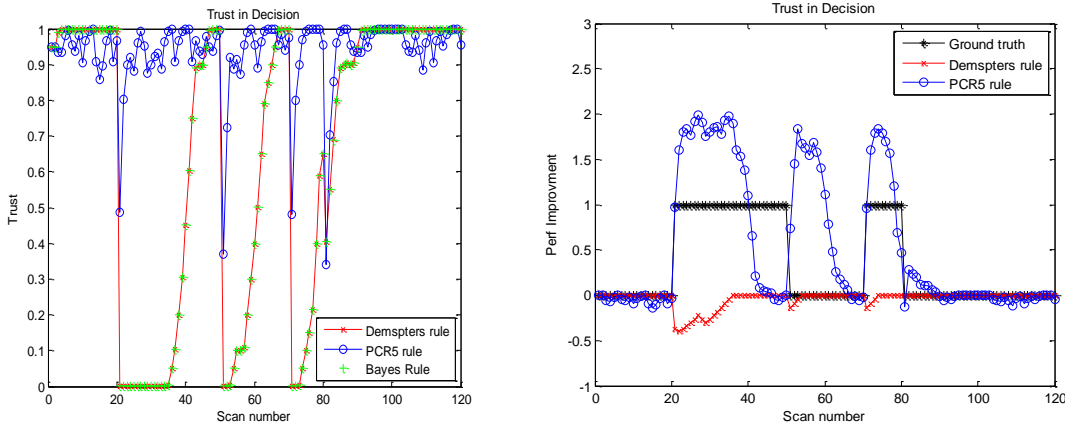 Trust in Decision
1
0.9
0.8
0.7
0.6
0.5
0.4
0.3
0.2
0.1
0
Trust
0 20 40 60 80 100 120
Scan number
Demspters rule
PCR5 rule
Bayes Rule
Trust in Decision
3
2.5
2
1.5
1
0.5
0
-0.5
-1
Perf Improvment
0 20 40 60 80 100 120
Scan number
Ground truth
Demspters rule
PCR5 rule